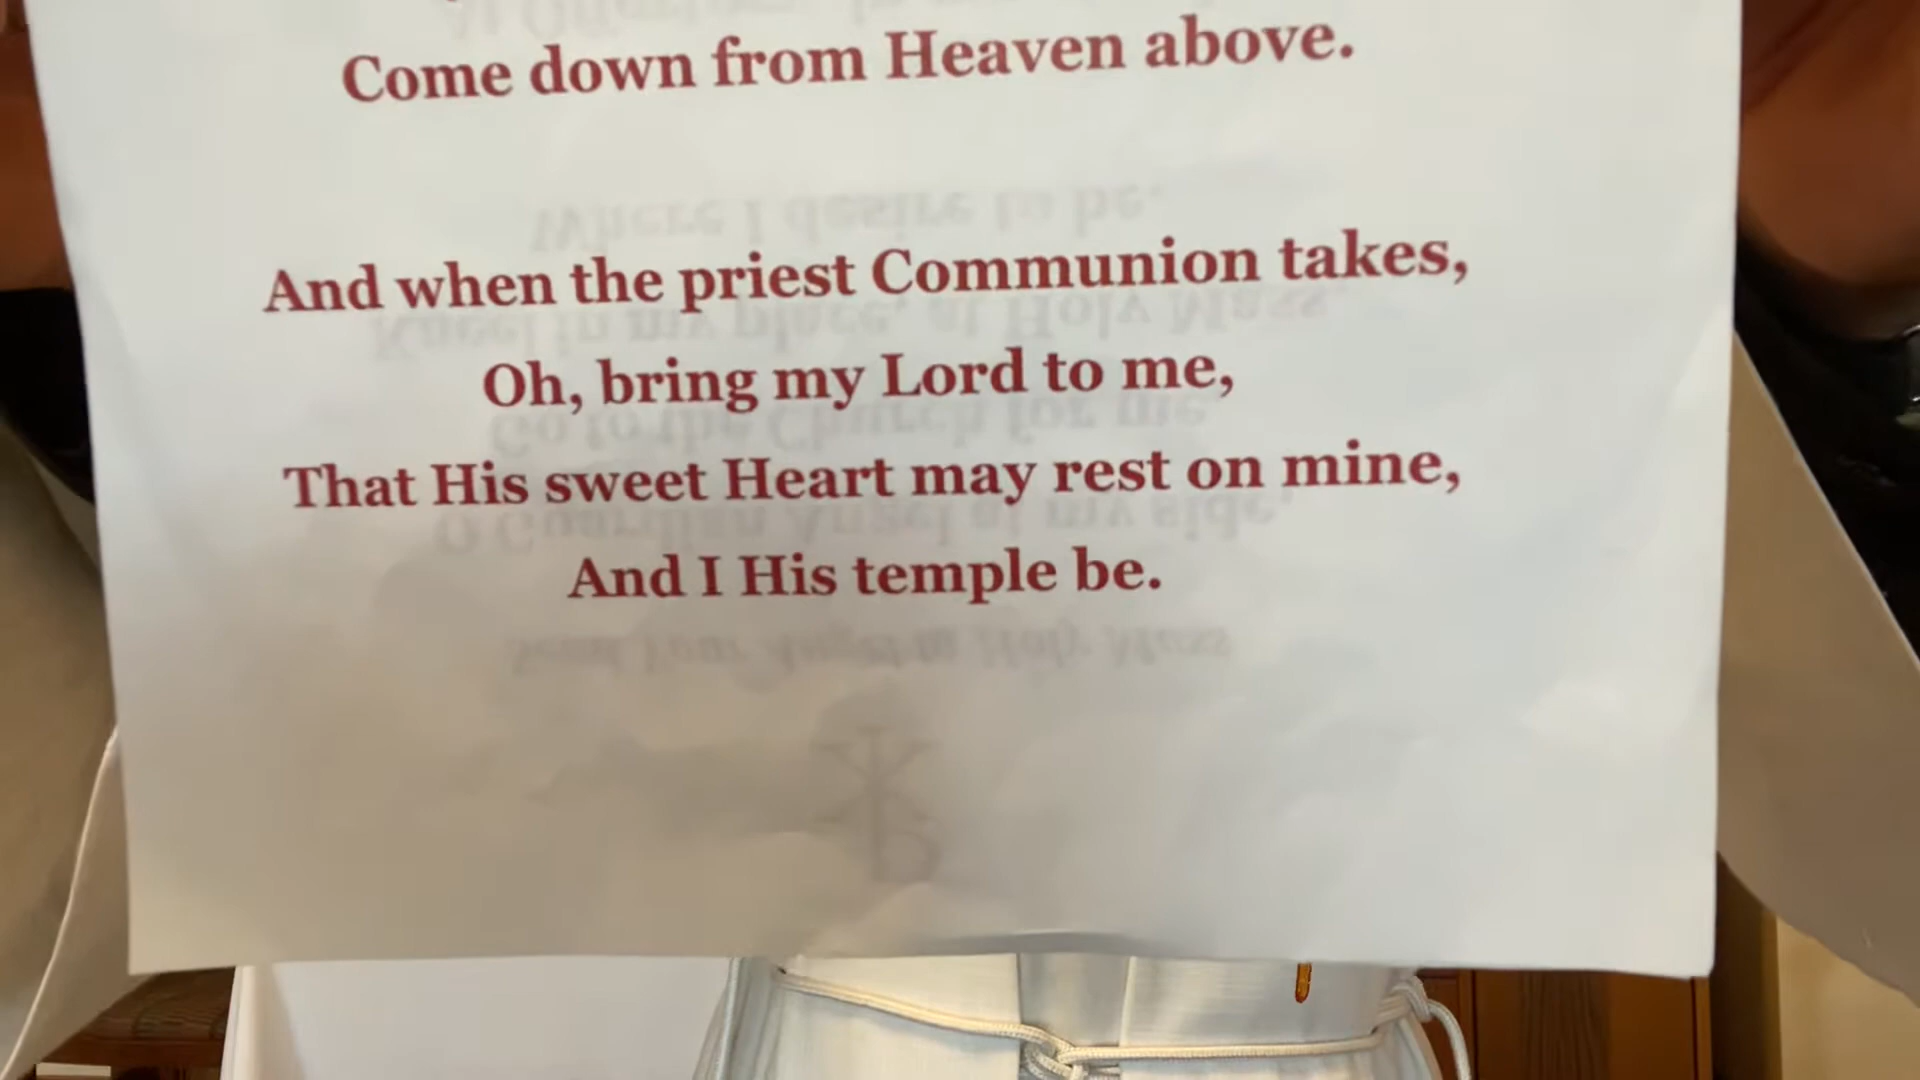 Come down from Heaven above.
And when the priest Communion takes,
Oh, bring my Lord to me,
That His sweet Heart may rest on mine,
And I His temple be.